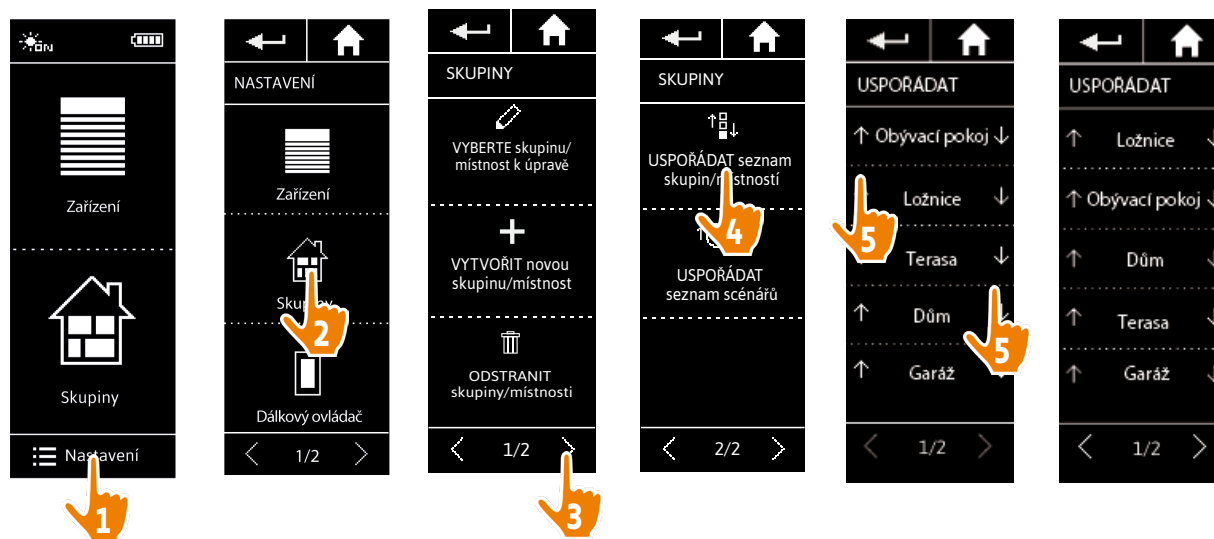 ON
Zařízení
Skupiny
Nastavení
1
NASTAVENÍ
Zařízení
Skupiny
2
Dálkový ovládač
1/2
SKUPINY
VYBERTE skupinu/
místnost k úpravě
VYTVOŘIT novou
skupinu/místnost
ODSTRANIT
skupiny/místnosti
1/2
3
SKUPINY
USPOŘÁDAT seznam
skupin/místností
4
USPOŘÁDAT
seznam scénářů
2/2
USPOŘÁDAT
Obývací pokoj
Ložnice
5
Terasa
Dům
5
Garáž
1/2
USPOŘÁDAT
Ložnice
Obývací pokoj
Dům
Terasa
Garáž
1/2